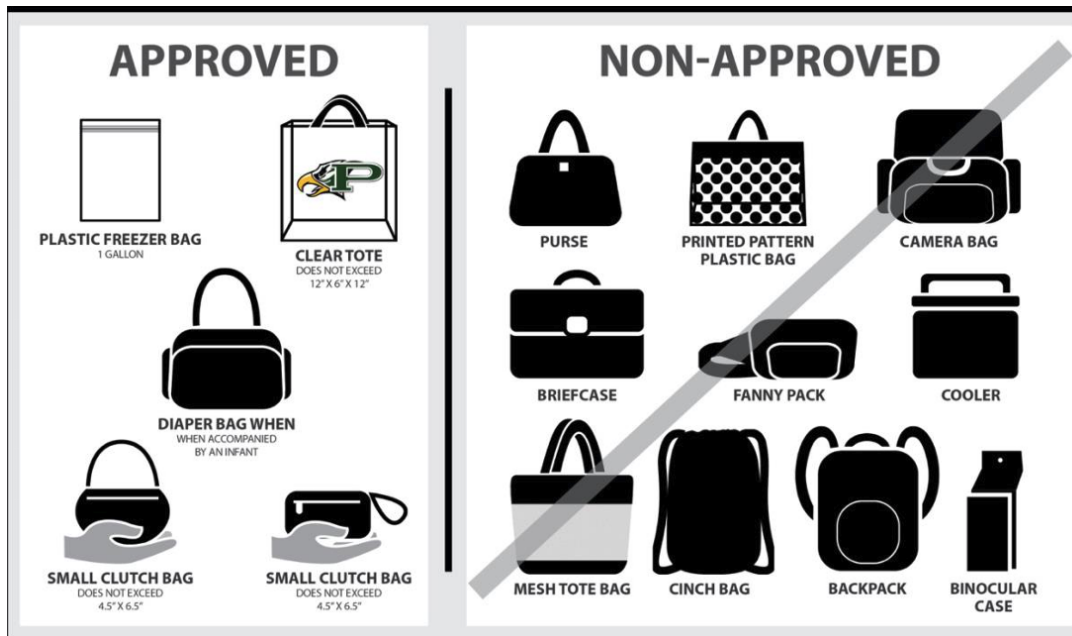 APPROVED
PLASTIC FREEZER BAG
1 GALLON
P
CLEAR TOTE
DOES NOT EXCEED
12" X 6" X 12"
DIAPER BAG WHEN
WHEN ACCOMPANIED
BY AN INFANT
SMALL CLUTCH BAG
DOES NOT EXCEED
4.5" X 6.5"
SMALL CLUTCH BAG
DOES NOT EXCEED
4.5" X 6.5"
NON-APPROVED
PURSE
PRINTED PATTERN
PLASTIC BAG
CAMERA BAG
BRIEFCASE
FANNY PACK
COOLER
MESH TOTE BAG
CINCH BAG
BACKPACK
BINOCULAR
CASE